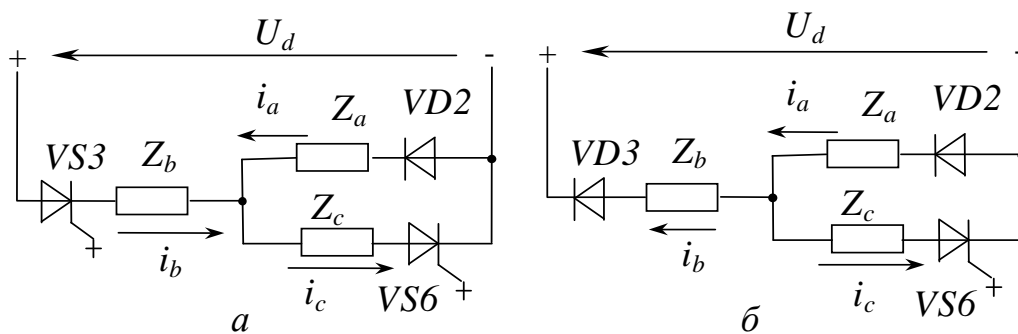 U_d
+ -
i_a Z_a VD2
VS3 Z_b
Z_c
i_b
i_c VS6
+ +
а
U_d
+ -
i_a Z_a VD2
VD3 Z_b
Z_c
i_b
i_c VS6
+
б